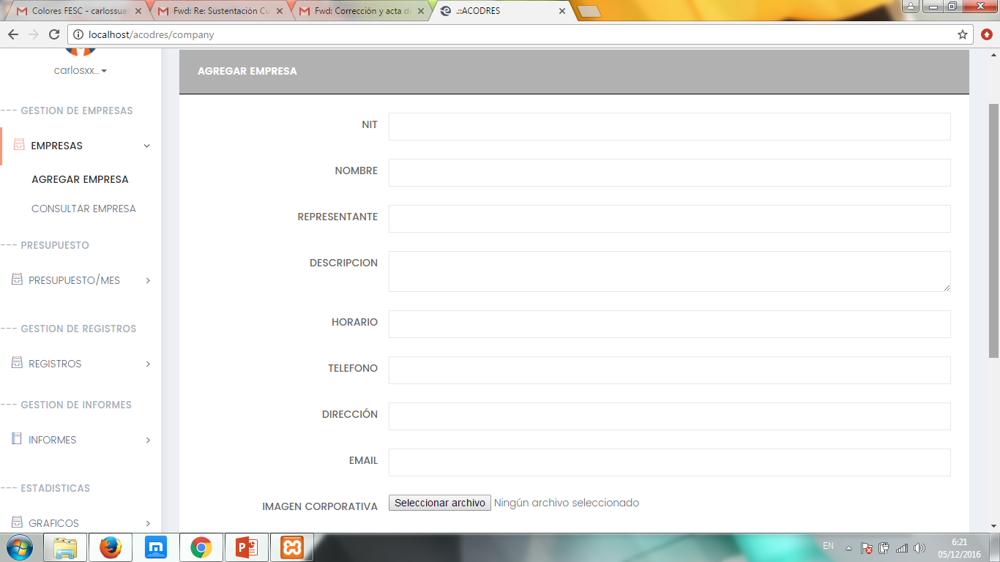 Colores FESC - carlossua
Fwd: Re: Sustentación Cu
Fwd: Corrección y acta de
.::ACODRES
localhost/acodres/company
carlosxx...
AGREGAR EMPRESA
--- GESTION DE EMPRESAS
EMPRESAS
AGREGAR EMPRESA
CONSULTAR EMPRESA
--- PRESUPUESTO
PRESUPUESTO/MES
--- GESTION DE REGISTROS
REGISTROS
--- GESTION DE INFORMES
INFORMES
--- ESTADISTICAS
GRAFICOS
NIT
NOMBRE
REPRESENTANTE
DESCRIPCION
HORARIO
TELEFONO
DIRECCIÓN
EMAIL
IMAGEN CORPORATIVA Seleccionar archivo Ningún archivo seleccionado
EN
6:21
05/12/2016